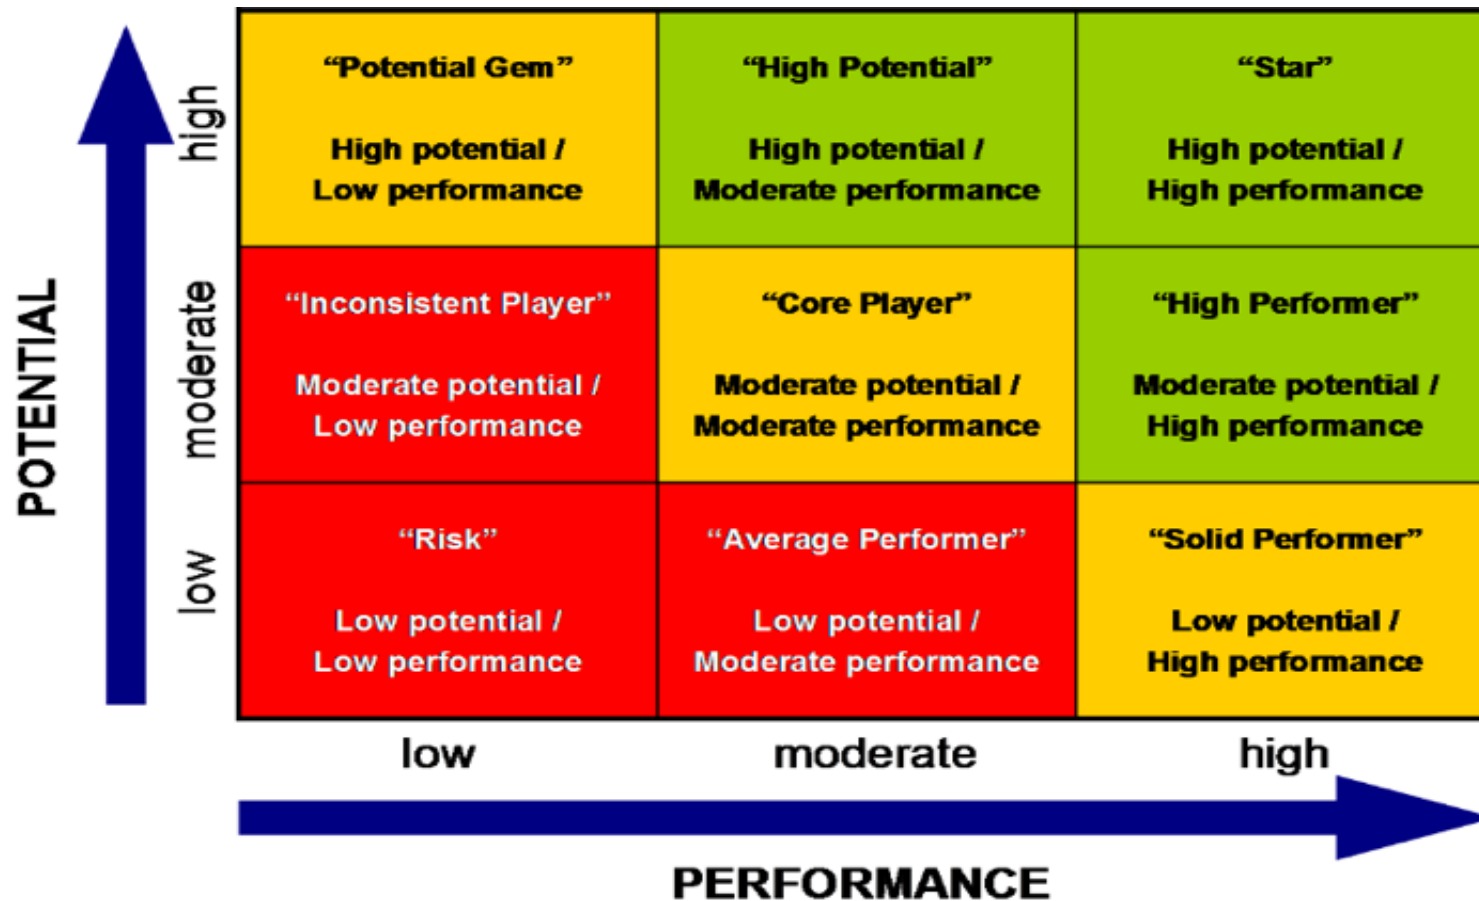 POTENTIAL
high
“Potential Gem”
High potential /
Low performance
“High Potential”
High potential /
Moderate performance
“Star”
High potential /
High performance
moderate
“Inconsistent Player”
Moderate potential /
Low performance
“Core Player”
Moderate potential /
Moderate performance
“High Performer”
Moderate potential /
High performance
low
“Risk”
Low potential /
Low performance
“Average Performer”
Low potential /
Moderate performance
“Solid Performer”
Low potential /
High performance
low
moderate
high
PERFORMANCE